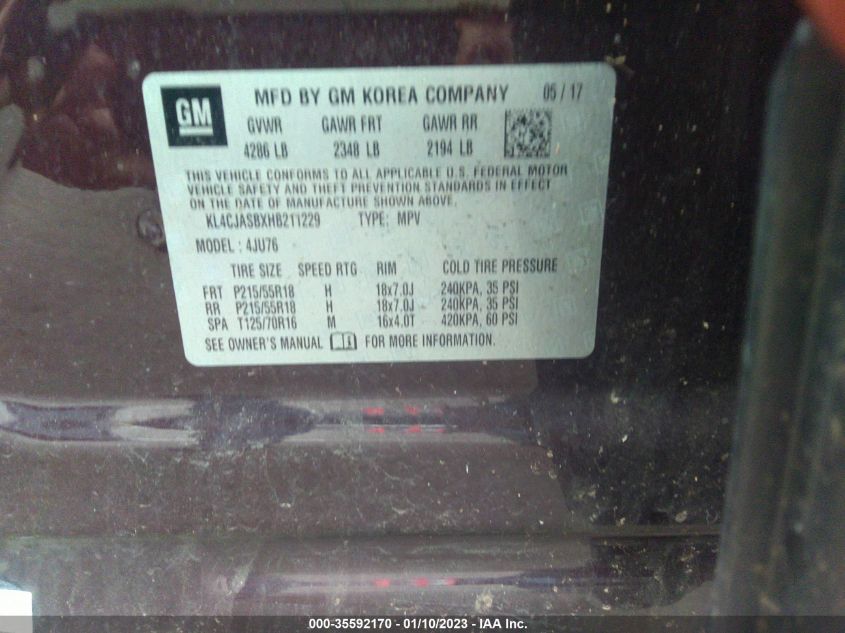 GM MFD BY GM KOREA COMPANY 05 / 17
GVWR GAWR FRT GAWR RR
4286 LB 2348 LB 2194 LB
THIS VEHICLE CONFORMS TO ALL APPLICABLE U.S. FEDERAL MOTOR
VEHICLE SAFETY AND THEFT PREVENTION STANDARDS IN EFFECT
ON THE DATE OF MANUFACTURE SHOWN ABOVE.
KL4CJASBXHB211229 TYPE: MPV
MODEL : 4JU76
TIRE SIZE SPEED RTG RIM COLD TIRE PRESSURE
FRT P215/55R18 H 18x7.0J 240KPA, 35 PSI
RR P215/55R18 H 18x7.0J 240KPA, 35 PSI
SPA T125/70R16 M 16x4.0T 420KPA, 60 PSI
SEE OWNER'S MANUAL FOR MORE INFORMATION.
000-35592170 - 01/10/2023 - IAA Inc.